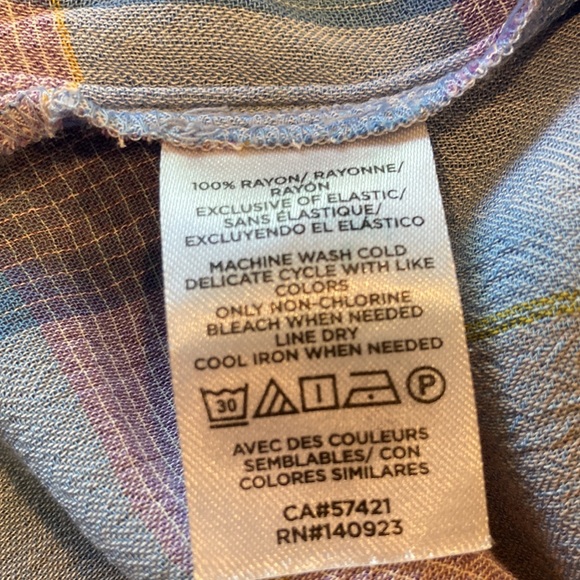 100% RAYON/ RAYONNE/
RAYÓN
EXCLUSIVE OF ELASTIC/
SANS ÉLASTIQUE/
EXCLUYENDO EL ELÁSTICO
MACHINE WASH COLD
DELICATE CYCLE WITH LIKE
COLORS
ONLY NON-CHLORINE
BLEACH WHEN NEEDED
LINE DRY
COOL IRON WHEN NEEDED
30 P
AVEC DES COULEURS
SEMBLABLES/ CON
COLORES SIMILARES
CA#57421
RN#140923